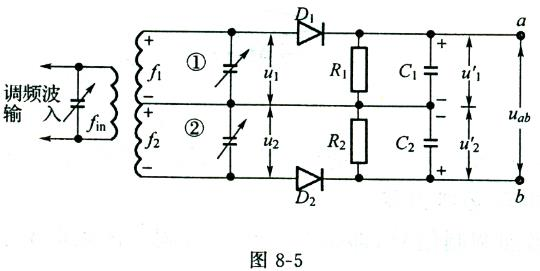 D₁
a
+
+
+
①
u₁
R₁
C₁
u'₁
f₁
调频波
输 入
f_in
−
+
−
−
u_ab
+
②
f₂
u₂
R₂
C₂
u'₂
−
−
+
D₂
b
图 8-5